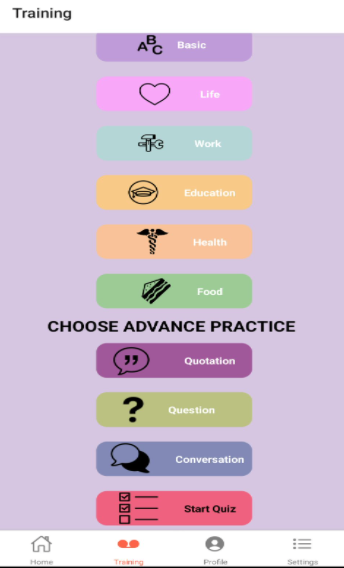 Training
ABC Basic
Life
Work
Education
Health
Food
CHOOSE ADVANCE PRACTICE
Quotation
? Question
Conversation
Start Quiz
Home Training Profile Settings